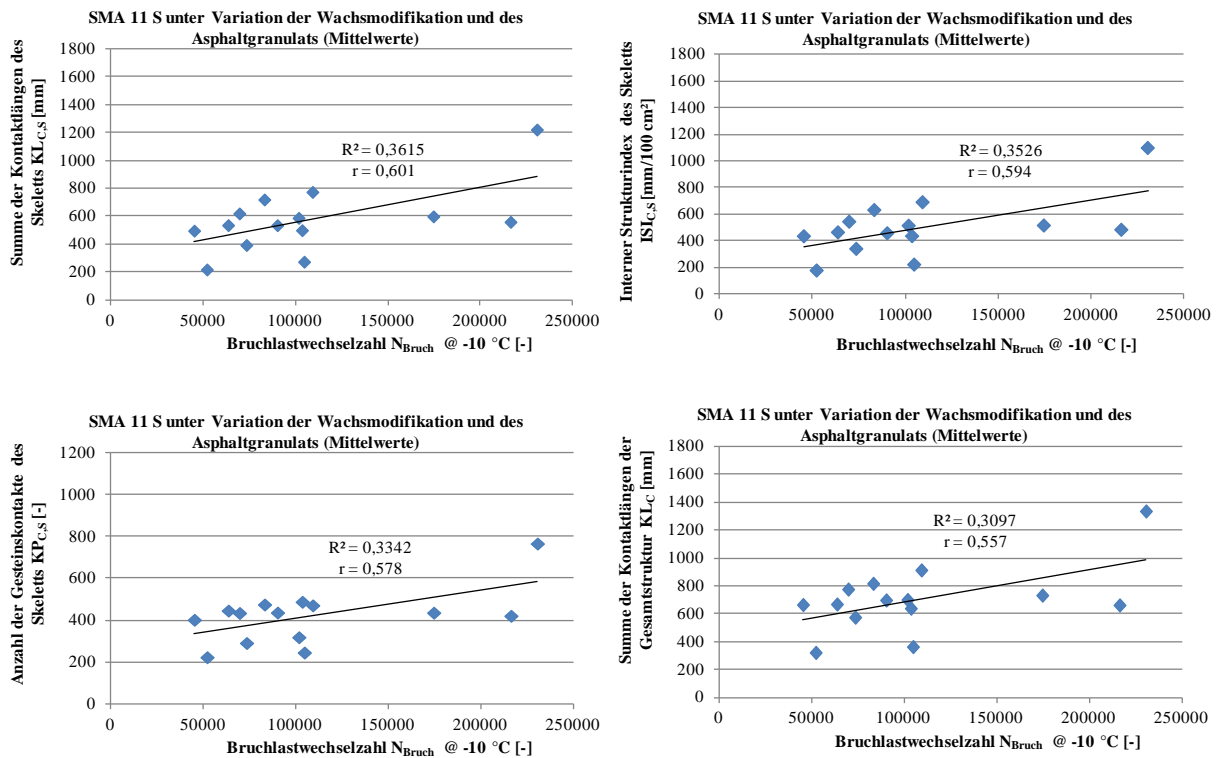 SMA 11 S unter Variation der Wachsmodifikation und des
Asphaltgranulats (Mittelwerte)
Summe der Kontaktlängen des
Skeletts KLC,S [mm]
1800
1600
1400
1200
1000
800
600
400
200
0
R² = 0,3615
r = 0,601
0 50000 100000 150000 200000 250000
Bruchlastwechselzahl NBruch @ -10 °C [-]
SMA 11 S unter Variation der Wachsmodifikation und des
Asphaltgranulats (Mittelwerte)
Interner Strukturindex des Skeletts
ISIC,S [mm/100 cm²]
1800
1600
1400
1200
1000
800
600
400
200
0
R² = 0,3526
r = 0,594
0 50000 100000 150000 200000 250000
Bruchlastwechselzahl NBruch @ -10 °C [-]
SMA 11 S unter Variation der Wachsmodifikation und des
Asphaltgranulats (Mittelwerte)
Anzahl der Gesteinskontakte des
Skeletts KPC,S [-]
1200
1000
800
600
400
200
0
R² = 0,3342
r = 0,578
0 50000 100000 150000 200000 250000
Bruchlastwechselzahl NBruch @ -10 °C [-]
SMA 11 S unter Variation der Wachsmodifikation und des
Asphaltgranulats (Mittelwerte)
Summe der Kontaktlängen der
Gesamtstruktur KLC [mm]
1800
1600
1400
1200
1000
800
600
400
200
0
R² = 0,3097
r = 0,557
0 50000 100000 150000 200000 250000
Bruchlastwechselzahl NBruch @ -10 °C [-]